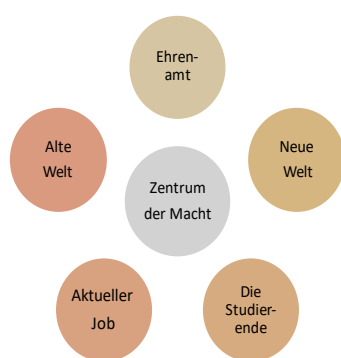 Ehren-
amt
Alte
Welt
Neue
Welt
Zentrum
der Macht
Aktueller
Job
Die
Studier-
ende